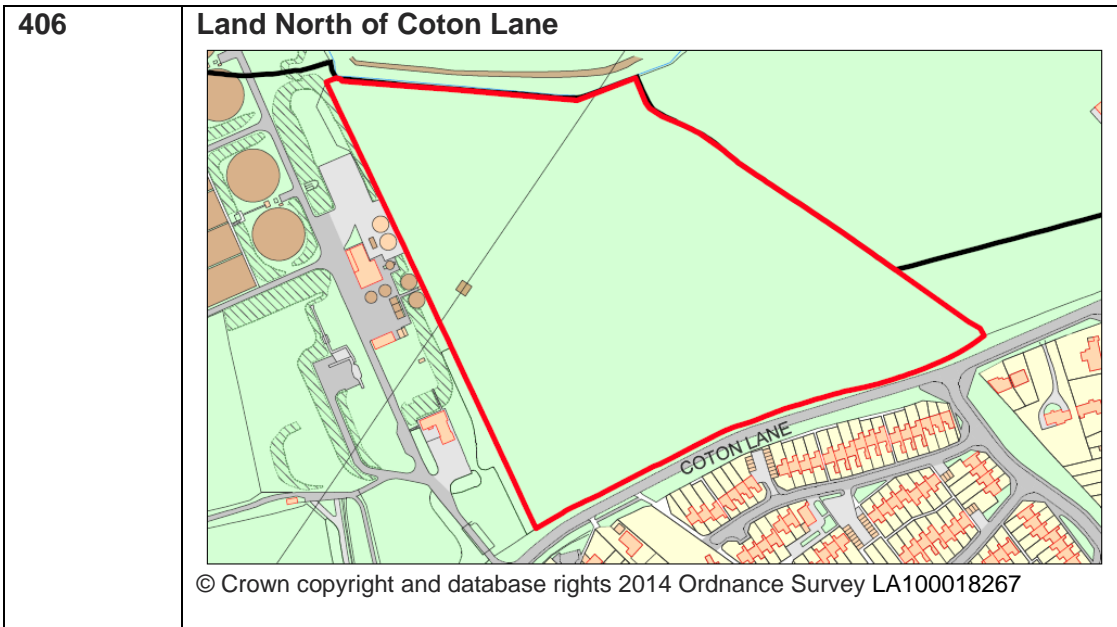 406
Land North of Coton Lane
COTON LANE
© Crown copyright and database rights 2014 Ordnance Survey LA100018267